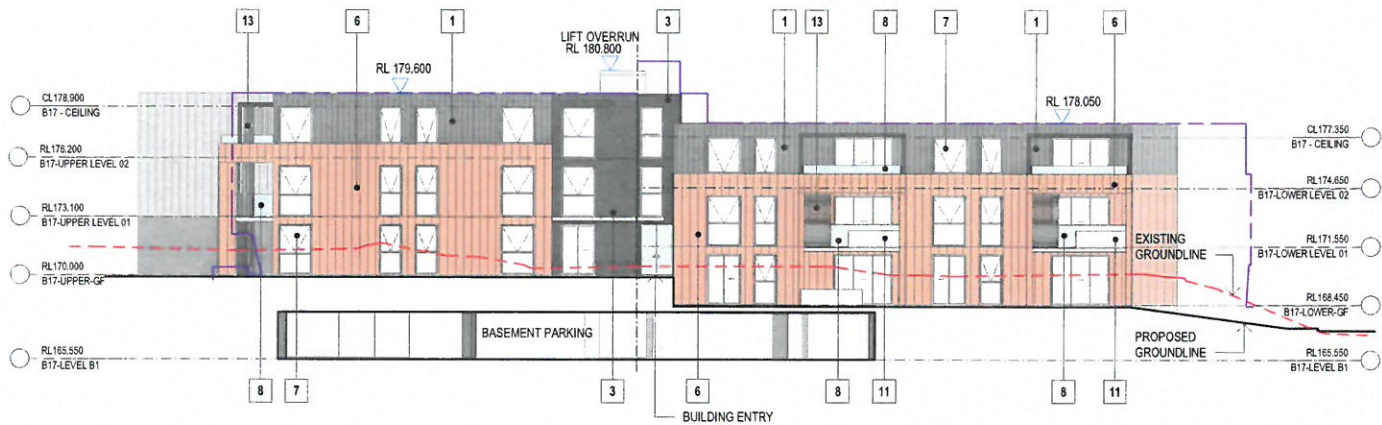 13 6 1 3 1 13 8 7 1 6
LIFT OVERRUN
RL 180.800
RL 179.600
RL 178.050
CL178.900
B17 - CEILING
RL176.200
B17-UPPER LEVEL 02
RL173.100
B17-UPPER LEVEL 01
RL170.000
B17-UPPER-GF
RL165.550
B17-LEVEL B1
CL177.350
B17 - CEILING
RL174.650
B17-LOWER LEVEL 02
RL171.550
B17-LOWER LEVEL 01
RL168.450
B17-LOWER-GF
RL165.550
B17-LEVEL B1
EXISTING
GROUNDLINE
PROPOSED
GROUNDLINE
BASEMENT PARKING
8 7 3 6 8 11 8 11
BUILDING ENTRY